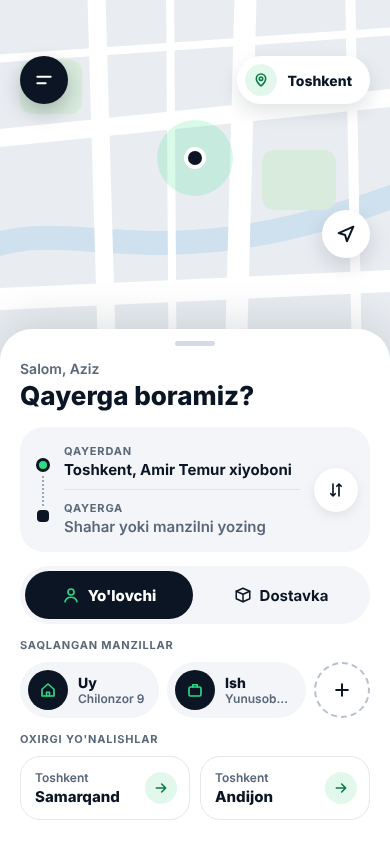 Toshkent
Salom, Aziz
Qayerga boramiz?
QAYERDAN
Toshkent, Amir Temur xiyoboni
QAYERGA
Shahar yoki manzilni yozing
Yo'lovchi
Dostavka
SAQLANGAN MANZILLAR
Uy
Chilonzor 9
Ish
Yunusob...
OXIRGI YO'NALISHLAR
Toshkent
Samarqand
Toshkent
Andijon